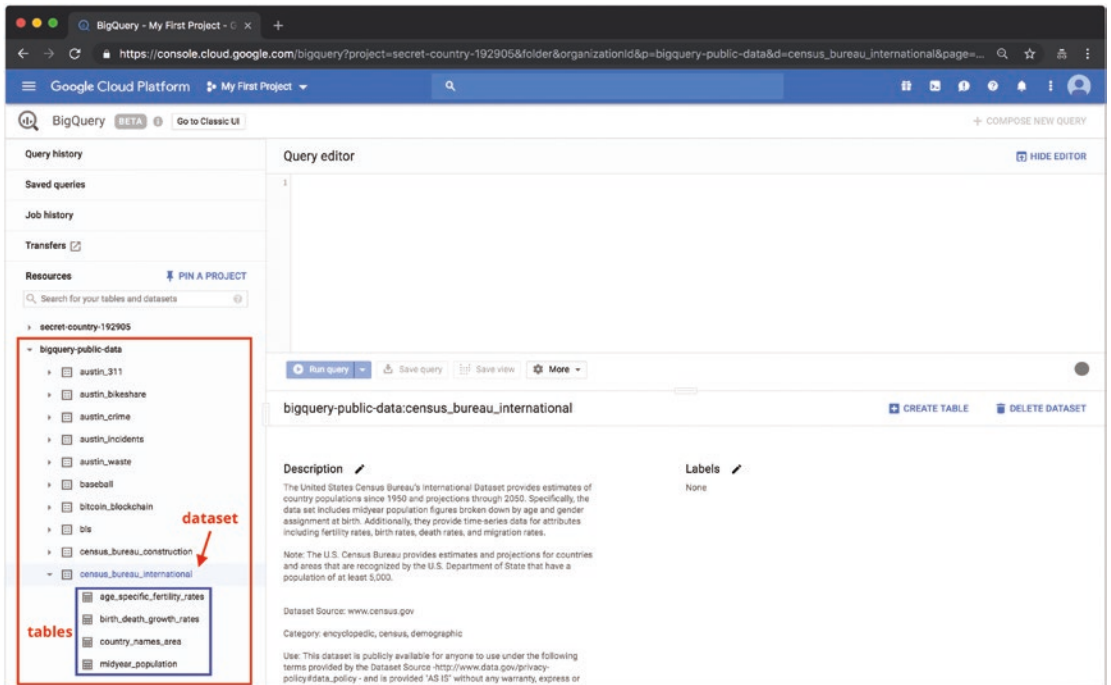 BigQuery - My First Project - G
https://console.cloud.google.com/bigquery?project=secret-country-192905&folder&organizationId&p=bigquery-public-data&d=census_bureau_international&page=...
Google Cloud Platform
My First Project
BigQuery
BETA
Go to Classic UI
+ COMPOSE NEW QUERY
Query history
Saved queries
Job history
Transfers
Resources
PIN A PROJECT
Search for your tables and datasets
secret-country-192905
bigquery-public-data
austin_311
austin_bikeshare
austin_crime
austin_incidents
austin_waste
baseball
bitcoin_blockchain
bls
census_bureau_construction
census_bureau_international
age_specific_fertility_rates
birth_death_growth_rates
country_names_area
midyear_population
dataset
tables
Query editor
HIDE EDITOR
1
Run query
Save query
Save view
More
bigquery-public-data:census_bureau_international
CREATE TABLE
DELETE DATASET
Description
The United States Census Bureau's International Dataset provides estimates of
country populations since 1950 and projections through 2050. Specifically, the
data set includes midyear population figures broken down by age and gender
assignment at birth. Additionally, they provide time-series data for attributes
including fertility rates, birth rates, death rates, and migration rates.
Note: The U.S. Census Bureau provides estimates and projections for countries
and areas that are recognized by the U.S. Department of State that have a
population of at least 5,000.
Dataset Source: www.census.gov
Category: encyclopedic, census, demographic
Use: This dataset is publicly available for anyone to use under the following
terms provided by the Dataset Source -http://www.data.gov/privacy-
policy#data_policy - and is provided "AS IS" without any warranty, express or
Labels
None